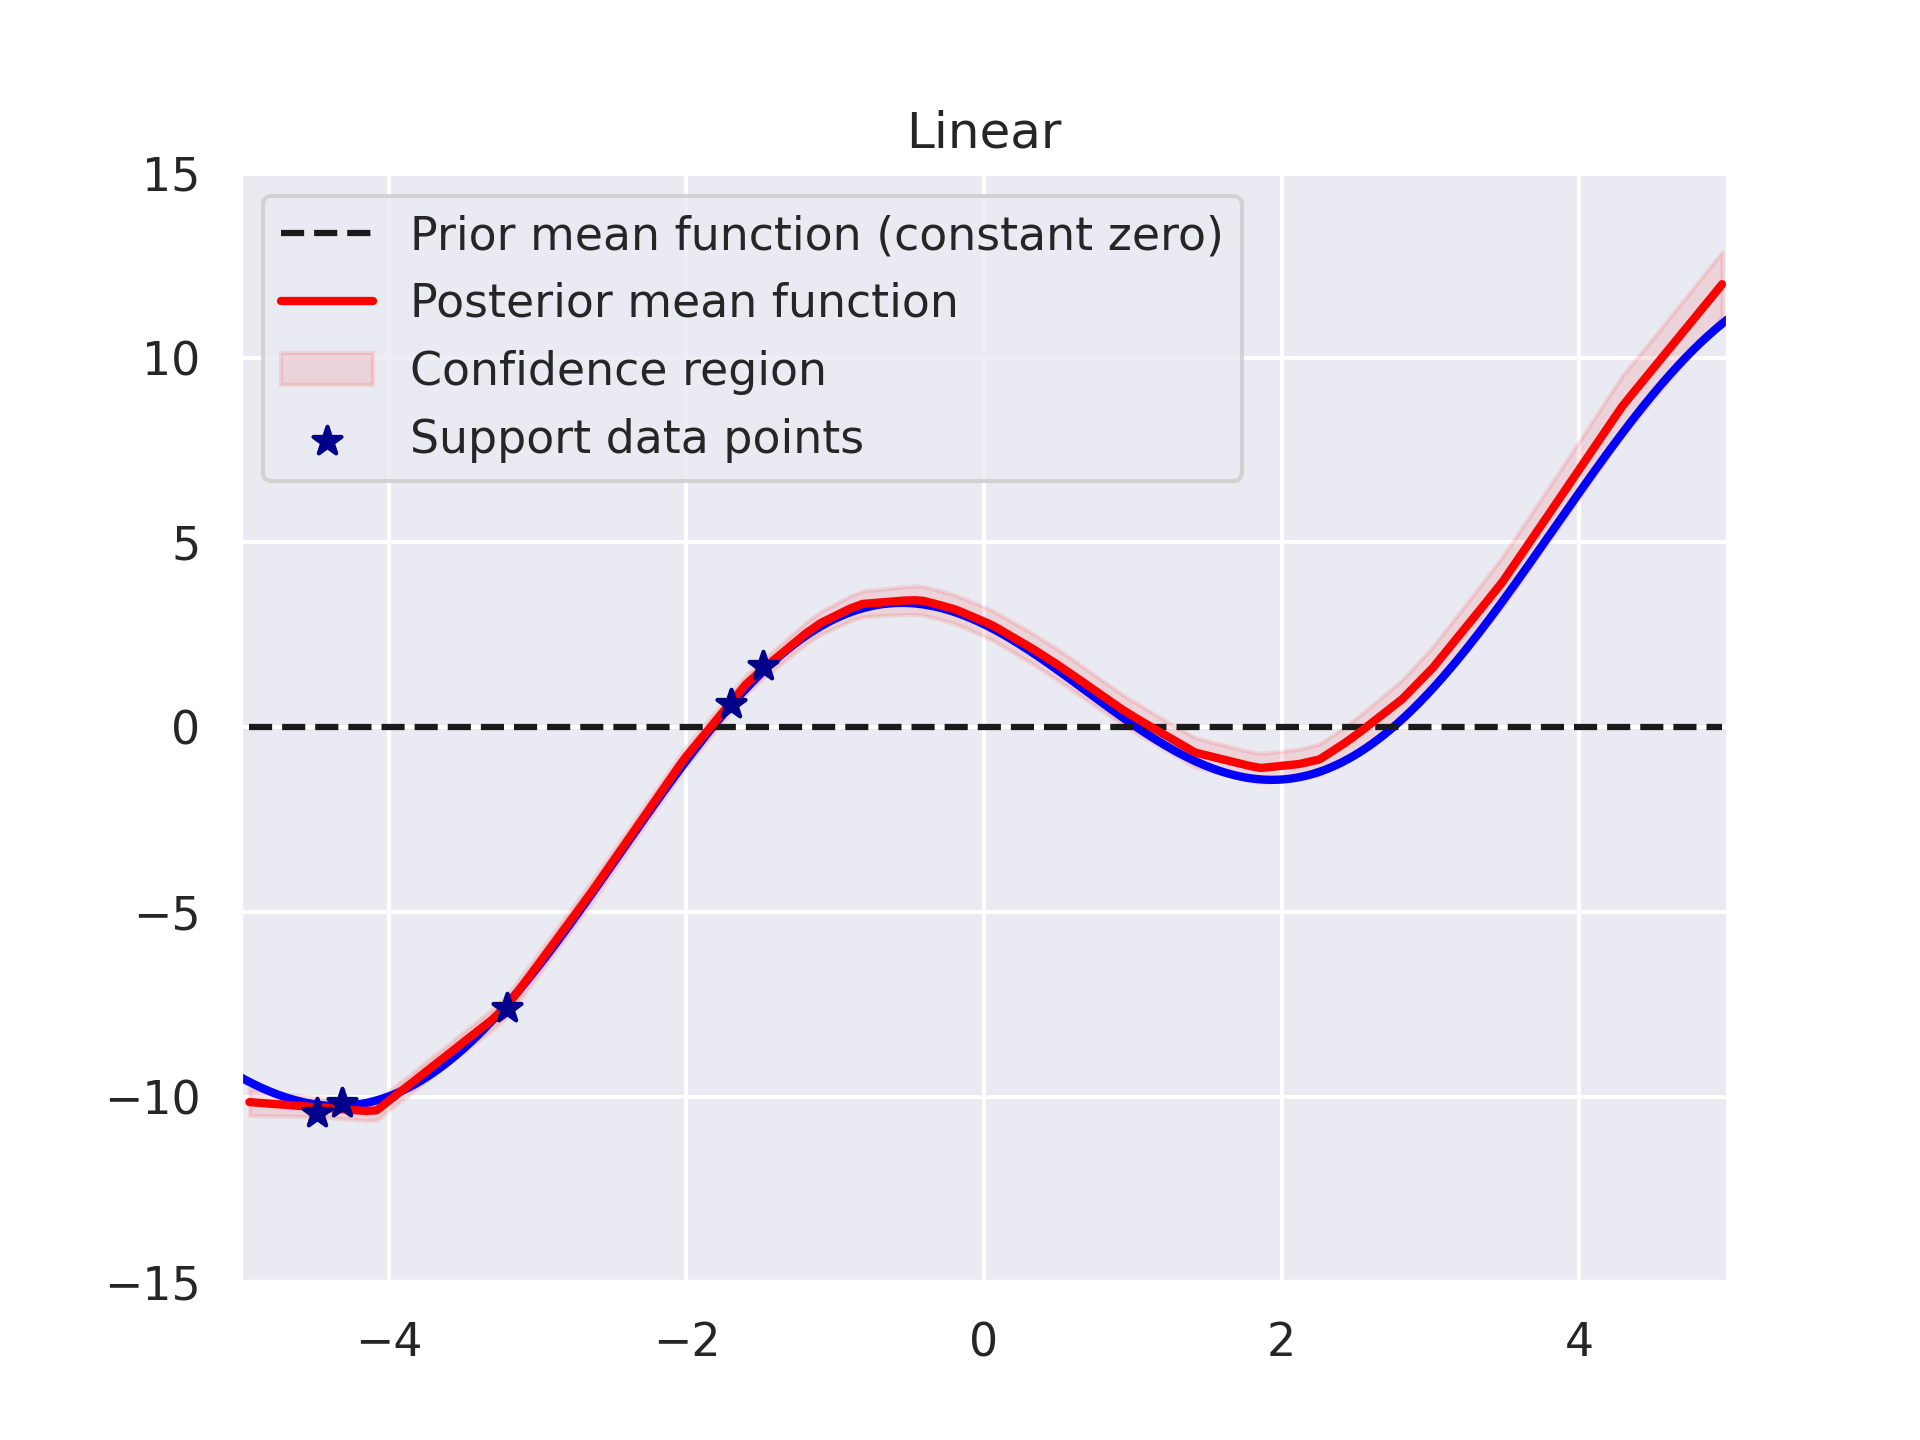 Linear
15
10
5
0
−5
−10
−15
Prior mean function (constant zero)
Posterior mean function
Confidence region
Support data points
−4 −2 0 2 4